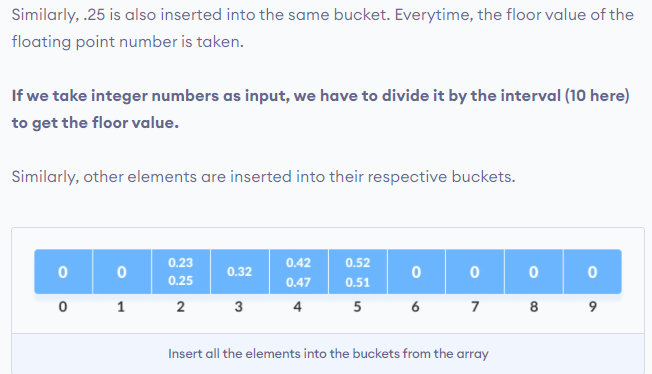 Similarly, .25 is also inserted into the same bucket. Everytime, the floor value of the
floating point number is taken.
If we take integer numbers as input, we have to divide it by the interval (10 here)
to get the floor value.
Similarly, other elements are inserted into their respective buckets.
0 0 0.23 0.32 0.42 0.52 0 0 0 0
0.25 0.47 0.51
0 1 2 3 4 5 6 7 8 9
Insert all the elements into the buckets from the array